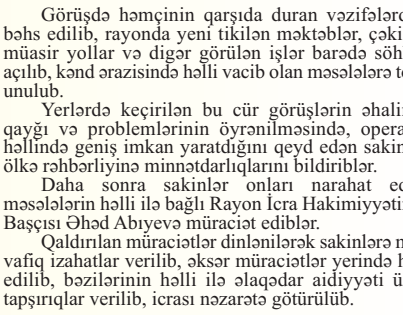 Görüşdə həmçinin qarşıda duran vəzifələrd
bəhs edilib, rayonda yeni tikilən məktəblər, çəki
müasir yollar və digər görülən işlər barədə söh
açılıb, kənd ərazisində həlli vacib olan məsələlərə t
unulub.
Yerlərdə keçirilən bu cür görüşlərin əhali
qayğı və problemlərinin öyrənilməsində, opera
həllində geniş imkan yaratdığını qeyd edən sakin
ölkə rəhbərliyinə minnətdarlıqlarını bildiriblər.
Daha sonra sakinlər onları narahat ed
məsələlərin həlli ilə bağlı Rayon İcra Hakimiyyəti
Başçısı Əhəd Abıyevə müraciət ediblər.
Qaldırılan müraciətlər dinlənilərək sakinlərə m
vafiq izahatlar verilib, əksər müraciətlər yerində h
edilib, bəzilərinin həlli ilə əlaqədar aidiyyəti ü
tapşırıqlar verilib, icrası nəzarətə götürülüb.